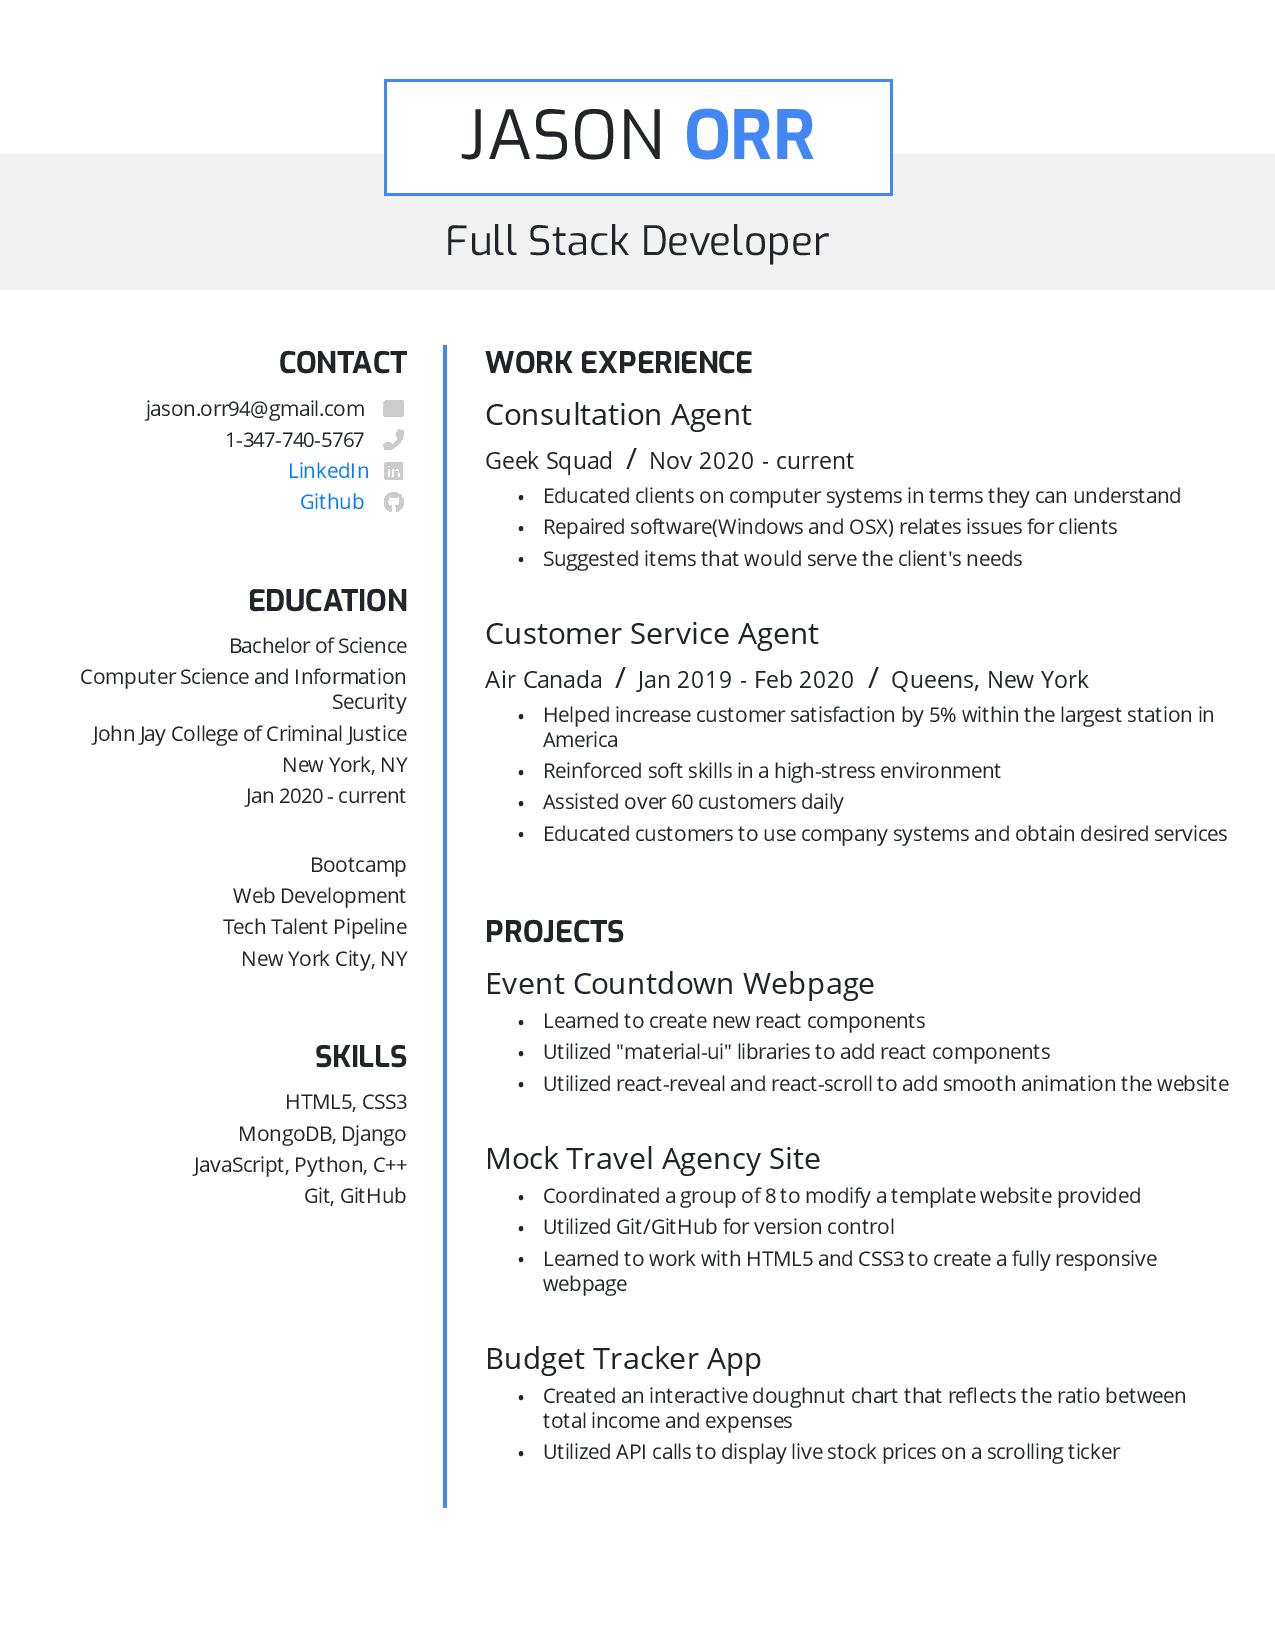 JASON ORR
Full Stack Developer
CONTACT
jason.orr94@gmail.com
1-347-740-5767
LinkedIn
Github
EDUCATION
Bachelor of Science
Computer Science and Information
Security
John Jay College of Criminal Justice
New York, NY
Jan 2020 - current
Bootcamp
Web Development
Tech Talent Pipeline
New York City, NY
SKILLS
HTML5, CSS3
MongoDB, Django
JavaScript, Python, C++
Git, GitHub
WORK EXPERIENCE
Consultation Agent
Geek Squad / Nov 2020 - current
• Educated clients on computer systems in terms they can understand
• Repaired software(Windows and OSX) relates issues for clients
• Suggested items that would serve the client's needs
Customer Service Agent
Air Canada / Jan 2019 - Feb 2020 / Queens, New York
• Helped increase customer satisfaction by 5% within the largest station in
America
• Reinforced soft skills in a high-stress environment
• Assisted over 60 customers daily
• Educated customers to use company systems and obtain desired services
PROJECTS
Event Countdown Webpage
• Learned to create new react components
• Utilized "material-ui" libraries to add react components
• Utilized react-reveal and react-scroll to add smooth animation the website
Mock Travel Agency Site
• Coordinated a group of 8 to modify a template website provided
• Utilized Git/GitHub for version control
• Learned to work with HTML5 and CSS3 to create a fully responsive
webpage
Budget Tracker App
• Created an interactive doughnut chart that reflects the ratio between
total income and expenses
• Utilized API calls to display live stock prices on a scrolling ticker